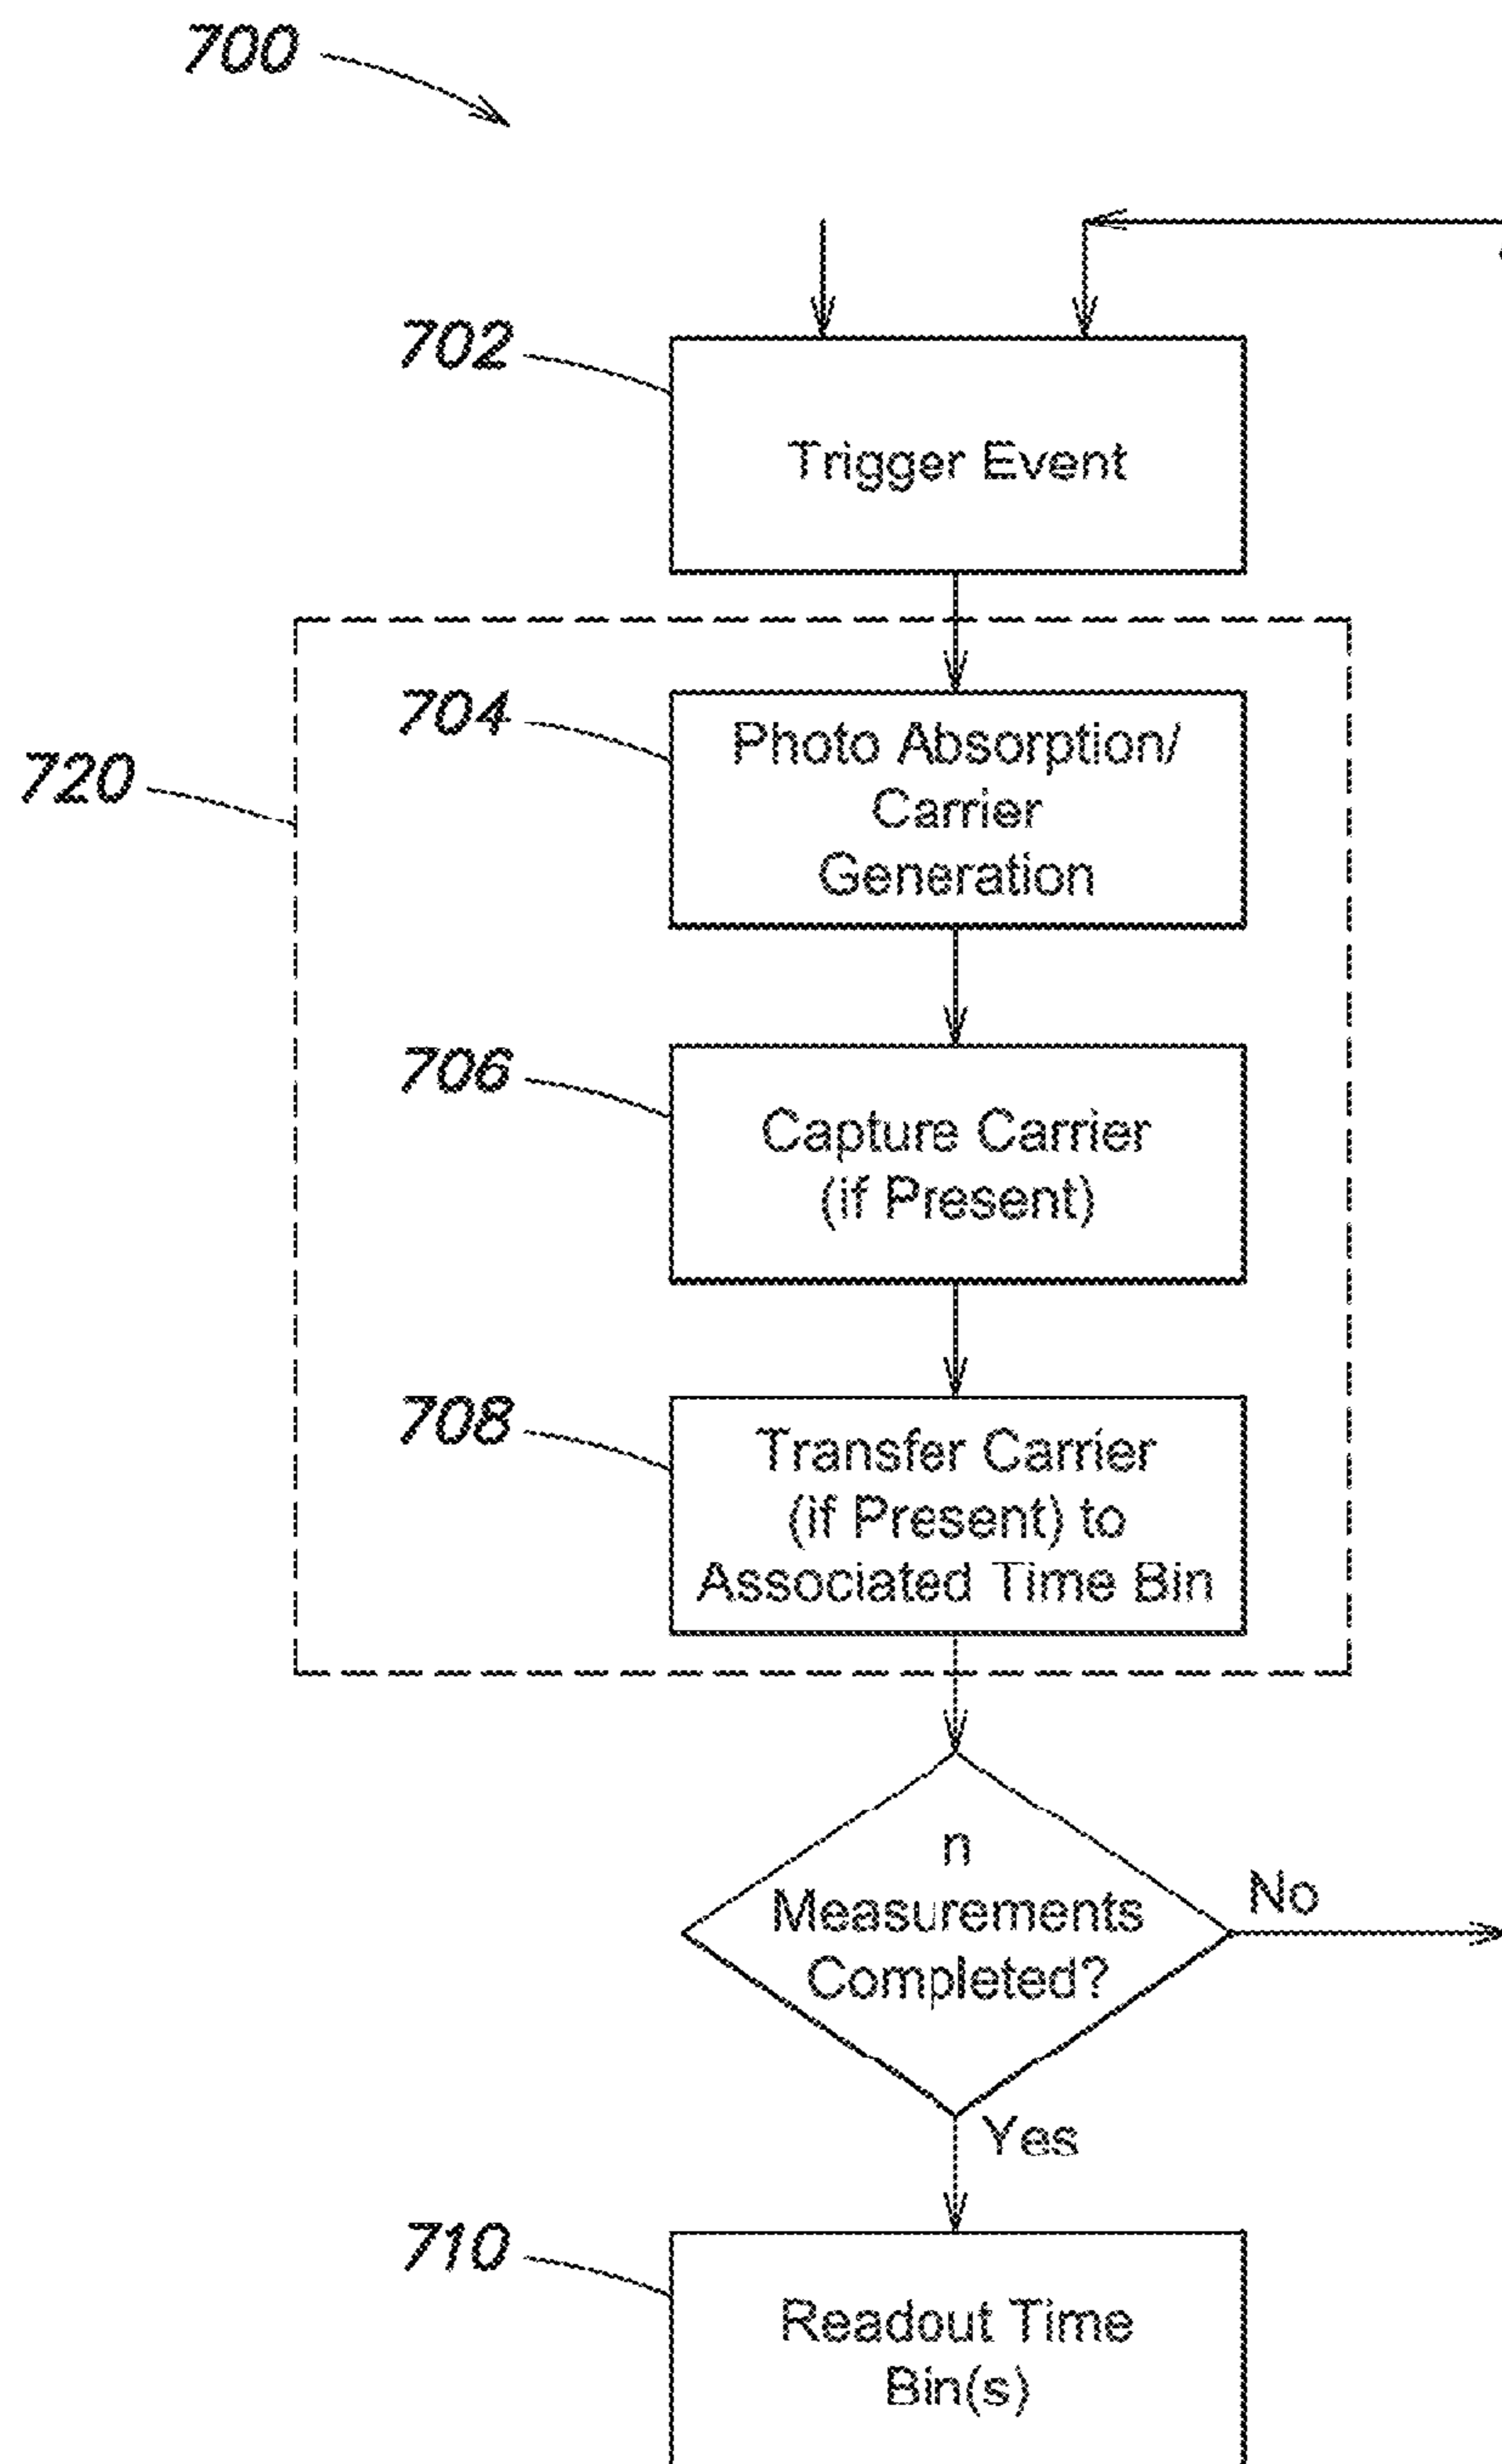 700
702
Trigger Event
704
Photo Absorption/
Carrier
Generation
720
706
Capture Carrier
(if Present)
708
Transfer Carrier
(if Present) to
Associated Time Bin
n
Measurements
Completed?
No
Yes
710
Readout Time
Bin(s)